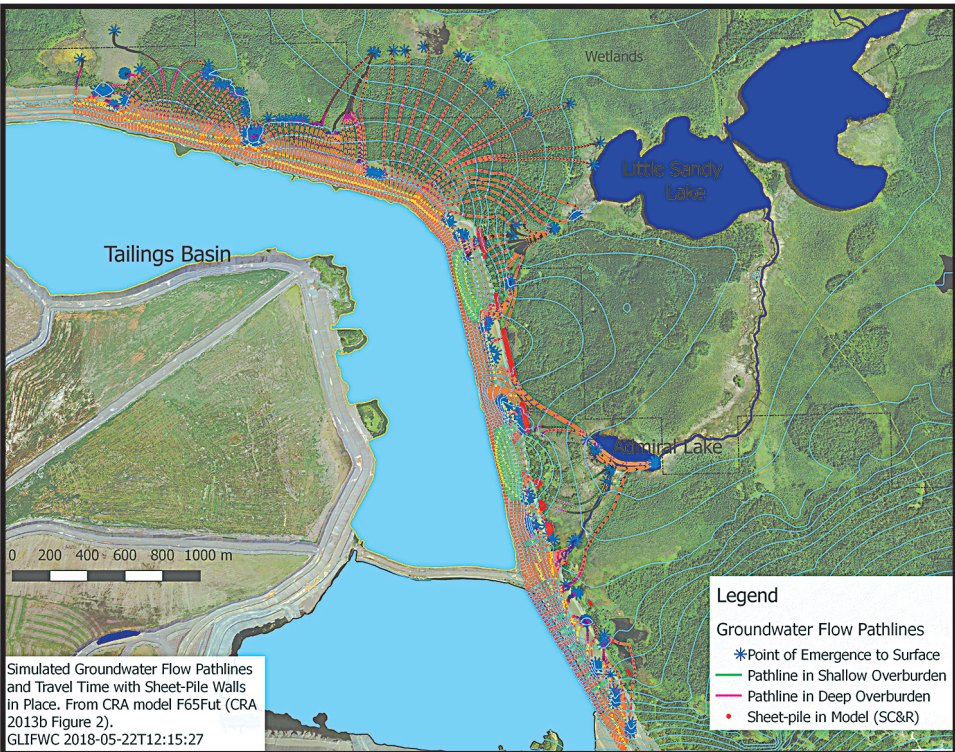 Wetlands
Little Sandy
Lake
Tailings Basin
Admiral Lake
0 200 400 600 800 1000 m
Legend
Groundwater Flow Pathlines
Point of Emergence to Surface
Pathline in Shallow Overburden
Pathline in Deep Overburden
Sheet-pile in Model (SC&R)
Simulated Groundwater Flow Pathlines
and Travel Time with Sheet-Pile Walls
in Place. From CRA model F65Fut (CRA
2013b Figure 2).
GLIFWC 2018-05-22T12:15:27